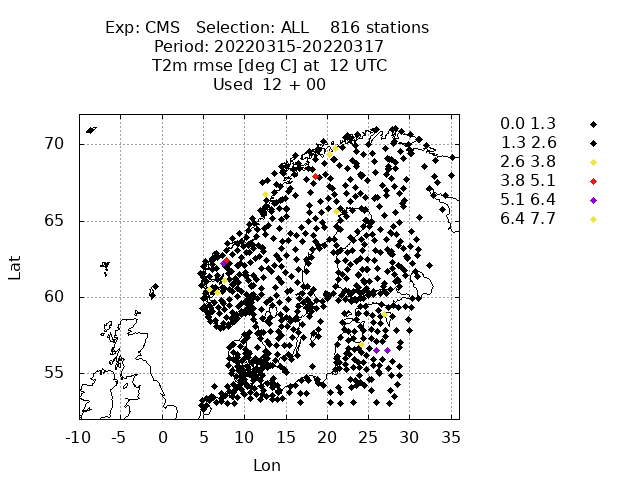 Exp: CMS   Selection: ALL    816 stations
Period: 20220315-20220317
T2m rmse [deg C] at  12 UTC
Used  12 + 00
0.0 1.3
1.3 2.6
2.6 3.8
3.8 5.1
5.1 6.4
6.4 7.7
70
65
60
55
Lat
-10 -5 0 5 10 15 20 25 30 35
Lon